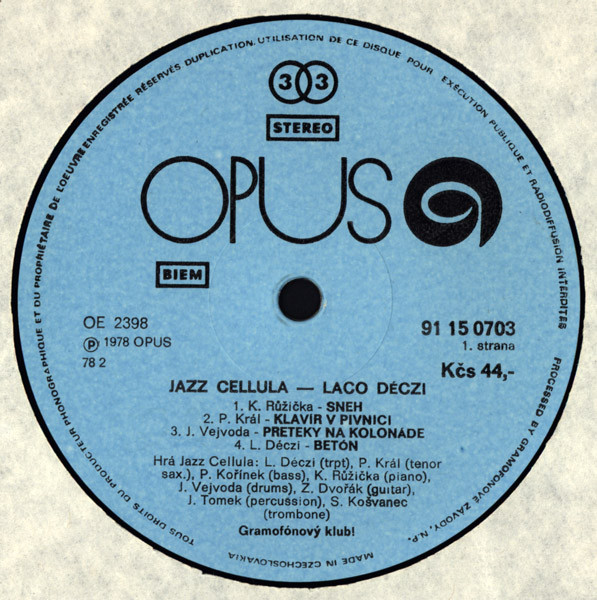 TOUS DROITS DU PRODUCTEUR PHONOGRAPHIQUE ET DU PROPRIÉTAIRE DE L'OEUVRE ENREGISTRÉE RÉSERVÉS DUPLICATION, UTILISATION DE CE DISQUE POUR EXÉCUTION PUBLIQUE ET RADIODIFFUSION INTERDITES
PROCESSED BY GRAMOFONOVÉ ZÁVODY, N.P.
MADE IN CZECHOSLOVAKIA
33
STEREO
OPUS
BIEM
OE 2398
Ⓟ 1978 OPUS
78 2
91 15 0703
1. strana
Kčs 44,-
JAZZ CELLULA — LACO DÉCZI
1. K. Růžička - SNEH
2. P. Král - KLAVÍR V PIVNICI
3. J. Vejvoda - PRETEKY NA KOLONÁDE
4. L. Déczi - BETÓN
Hrá Jazz Cellula: L. Déczi (trpt), P. Král (tenor
sax.), P. Kořínek (bass), K. Růžička (piano),
J. Vejvoda (drums), Z. Dvořák (guitar),
J. Tomek (percussion), S. Košvanec
(trombone)
Gramofónový klub!